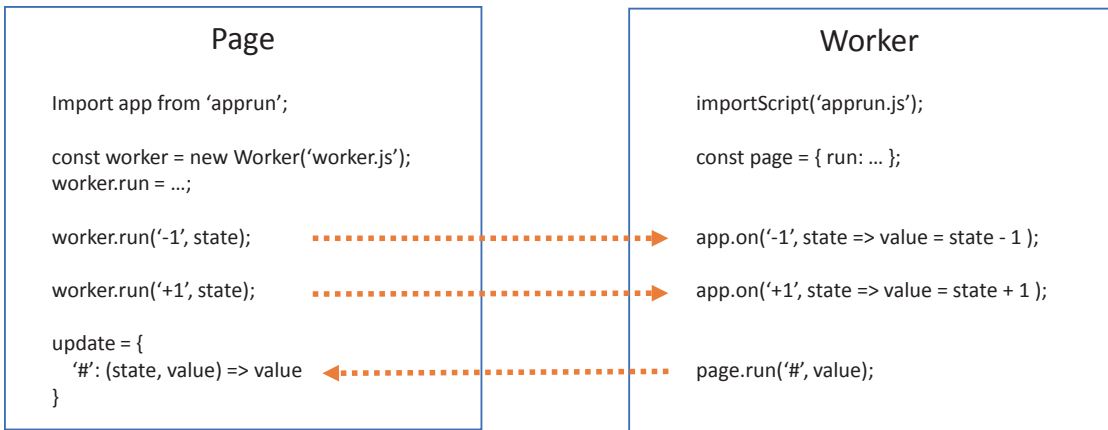 Page
Import app from ‘apprun’;
const worker = new Worker(‘worker.js’);
worker.run = …;
worker.run(‘-1’, state);
worker.run(‘+1’, state);
update = {
‘#’: (state, value) => value
}
Worker
importScript(‘apprun.js’);
const page = { run: … };
app.on(‘-1’, state => value = state - 1 );
app.on(‘+1’, state => value = state + 1 );
page.run(‘#’, value);